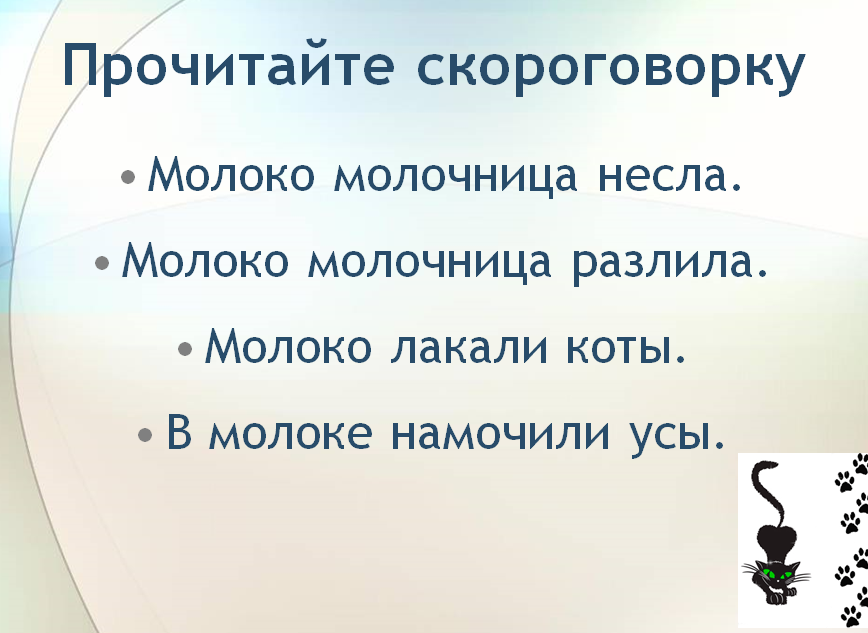 Прочитайте скороговорку
• Молоко молочница несла.
• Молоко молочница разлила.
• Молоко лакали коты.
• В молоке намочили усы.